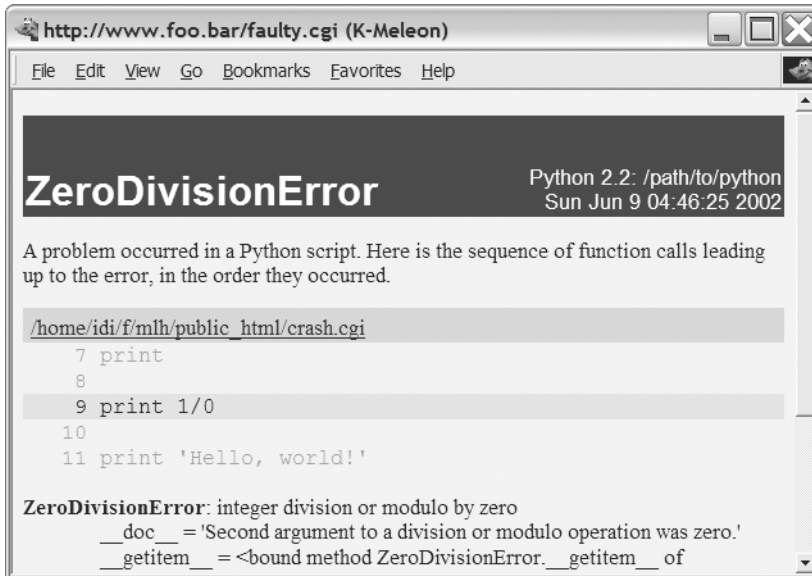 http://www.foo.bar/faulty.cgi (K-Meleon)
File Edit View Go Bookmarks Favorites Help
ZeroDivisionError
Python 2.2: /path/to/python
Sun Jun 9 04:46:25 2002
A problem occurred in a Python script. Here is the sequence of function calls leading
up to the error, in the order they occurred.
/home/idi/f/mlh/public_html/crash.cgi
7 print
8
9 print 1/0
10
11 print 'Hello, world!'
ZeroDivisionError: integer division or modulo by zero
__doc__ = 'Second argument to a division or modulo operation was zero.'
__getitem__ = <bound method ZeroDivisionError.__getitem__ of